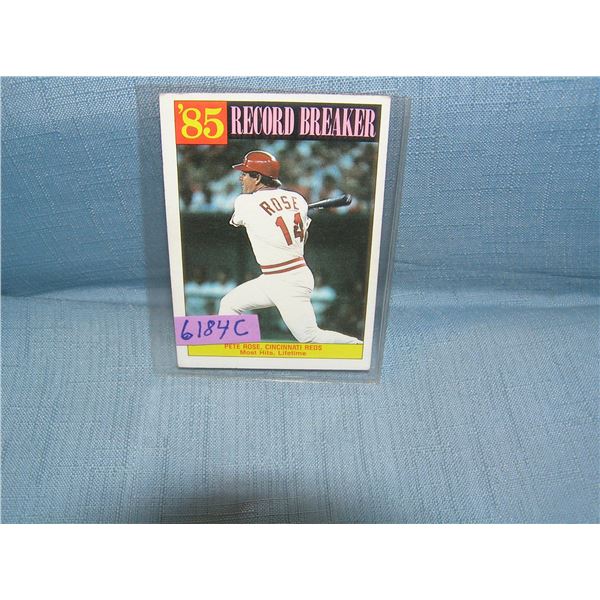 '85 RECORD BREAKER
ROSE
14
6184C
PETE ROSE, CINCINNATI REDS
Most Hits, Lifetime